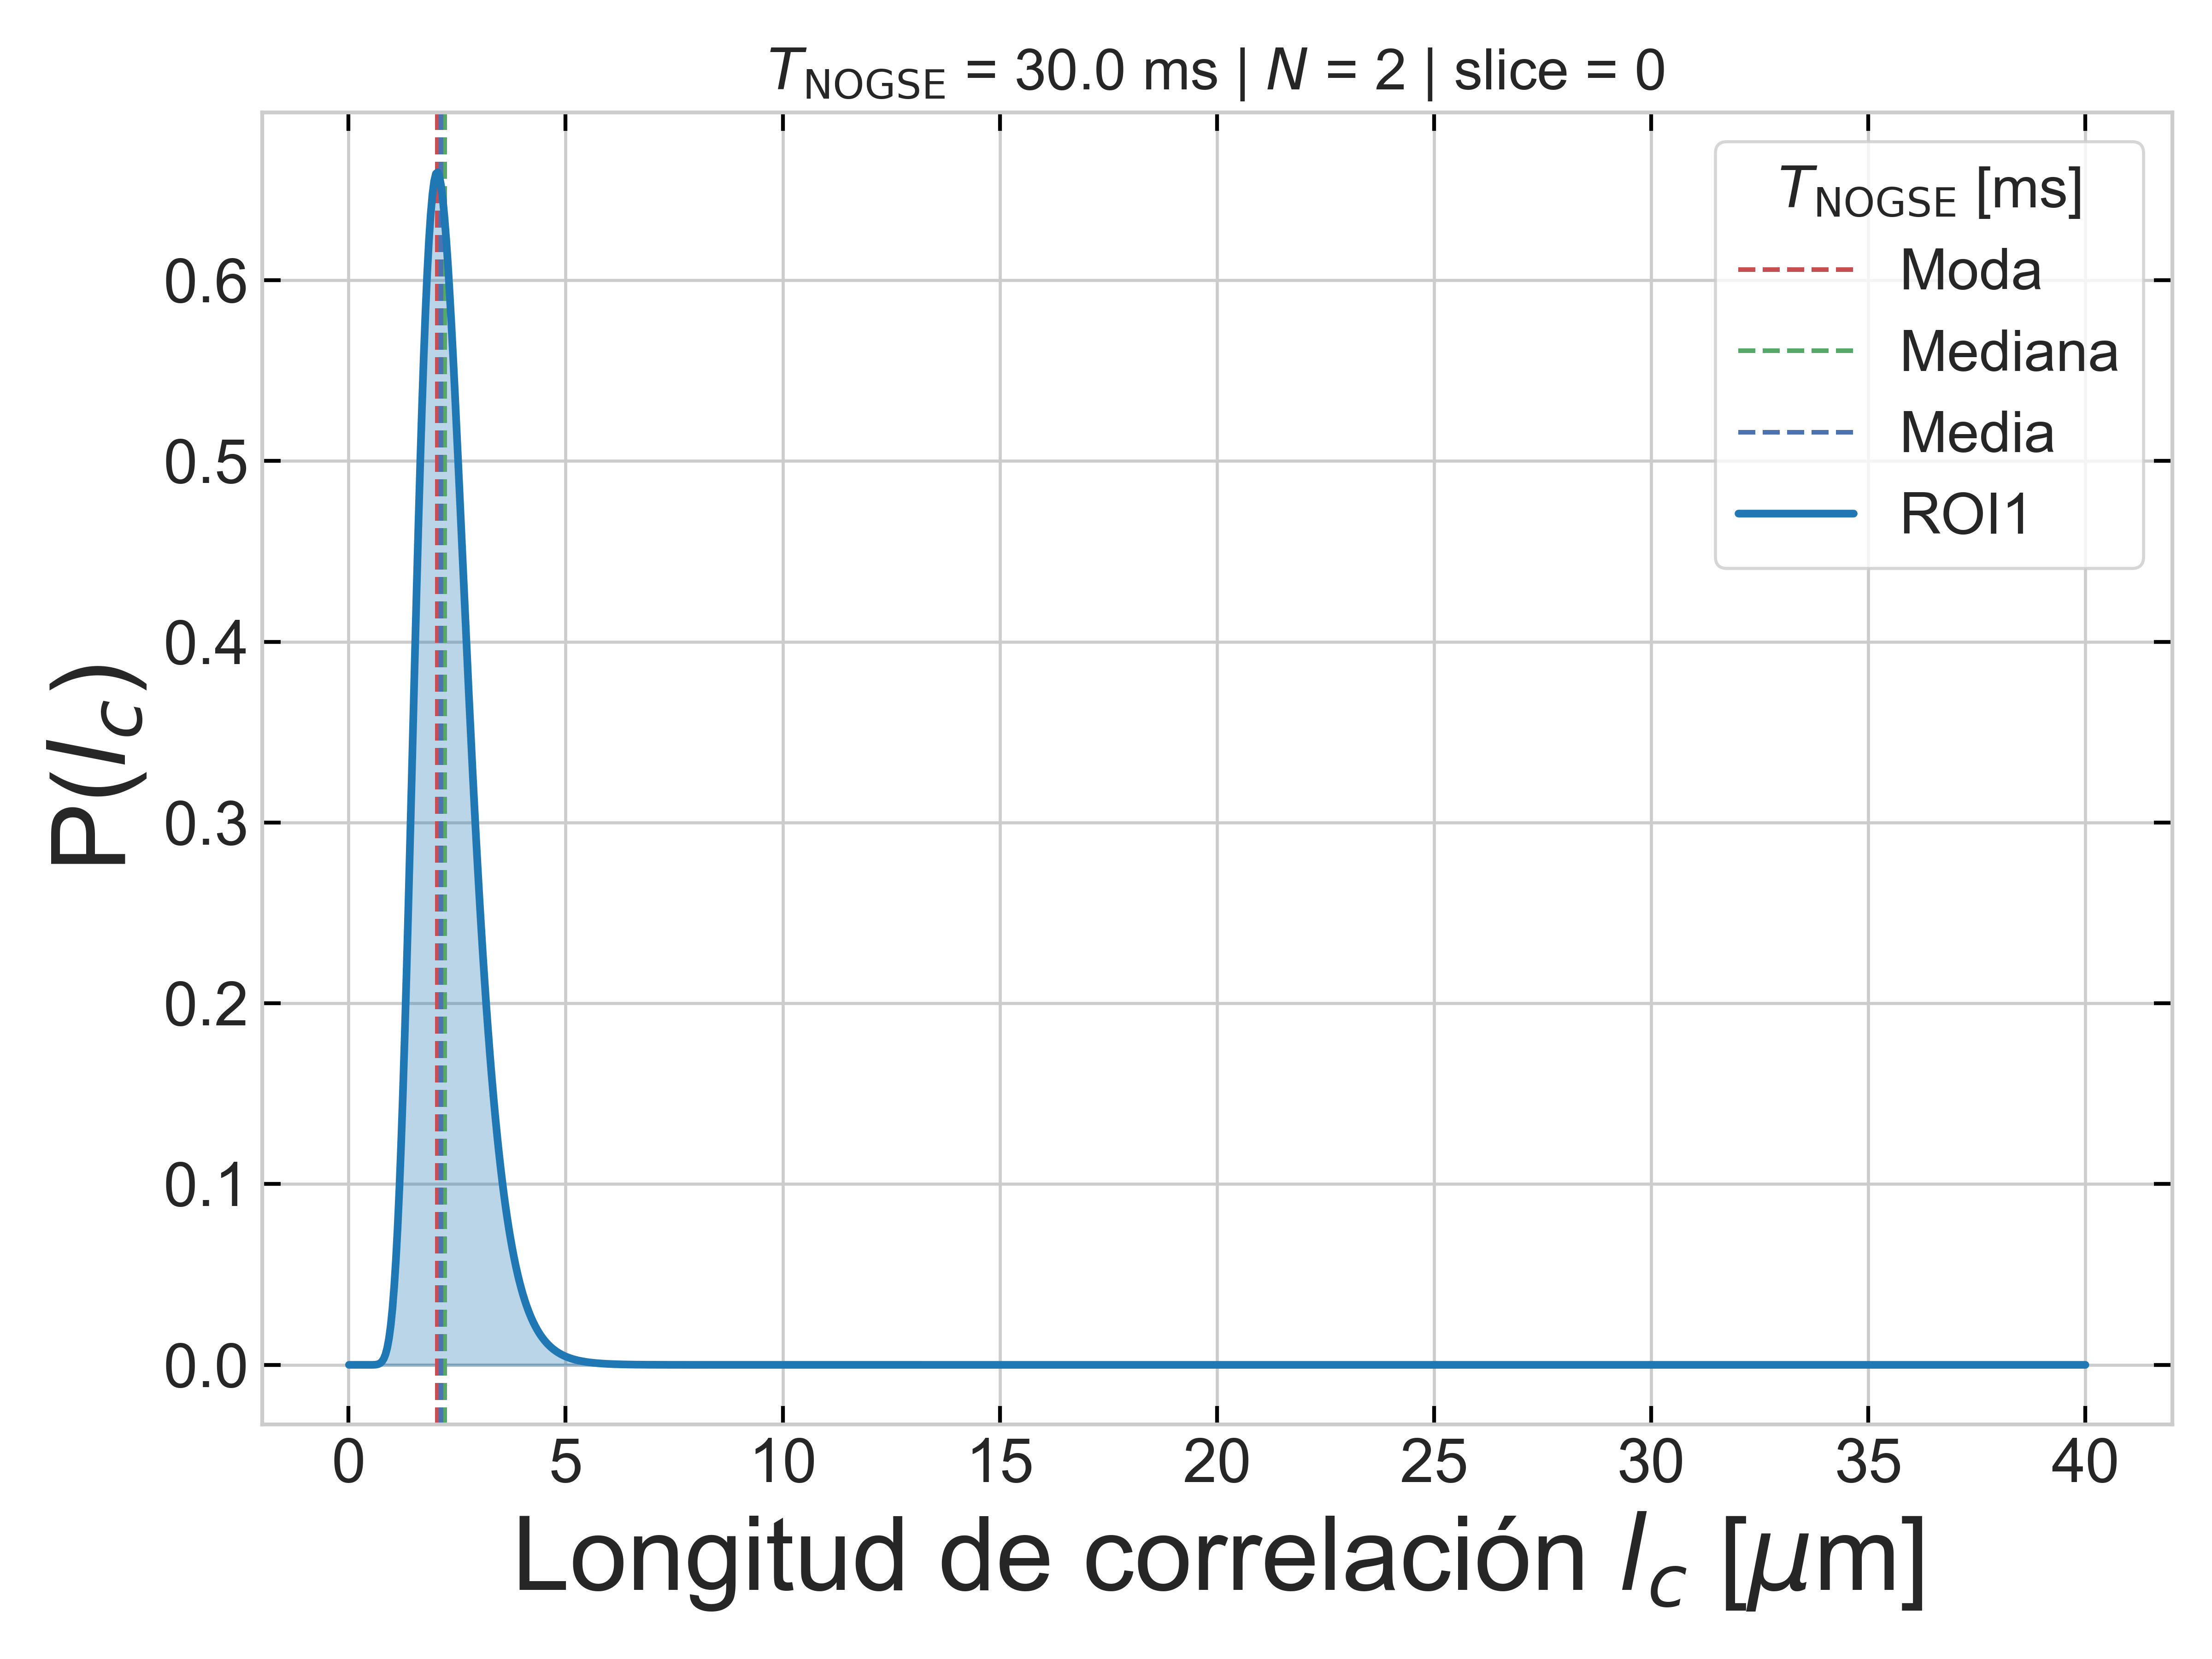 T_NOGSE = 30.0 ms | N = 2 | slice = 0
P(l_c)
0.6
0.5
0.4
0.3
0.2
0.1
0.0
T_NOGSE [ms]
Moda
Mediana
Media
ROI1
0 5 10 15 20 25 30 35 40
Longitud de correlación l_c [μm]